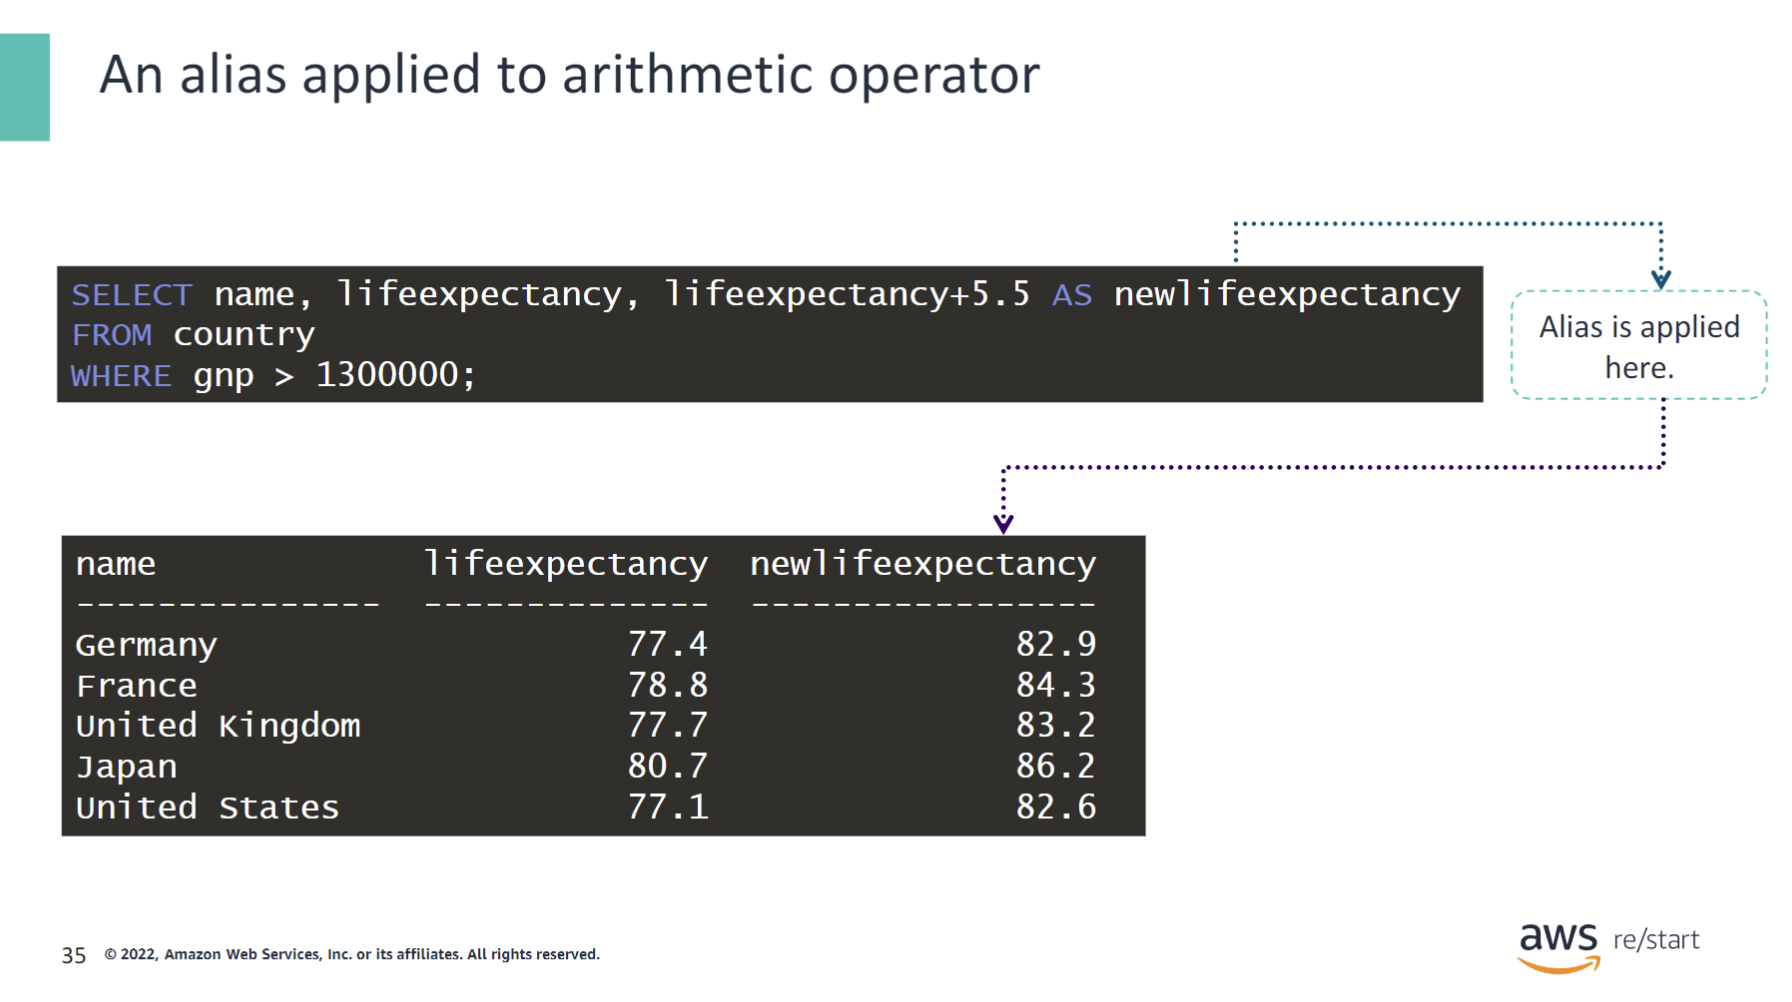 An alias applied to arithmetic operator
SELECT name, lifeexpectancy, lifeexpectancy+5.5 AS newlifeexpectancy
FROM country
WHERE gnp > 1300000;
Alias is applied
here.
name lifeexpectancy newlifeexpectancy
--------------- -------------- -----------------
Germany 77.4 82.9
France 78.8 84.3
United Kingdom 77.7 83.2
Japan 80.7 86.2
United States 77.1 82.6
35 © 2022, Amazon Web Services, Inc. or its affiliates. All rights reserved.
aws re/start